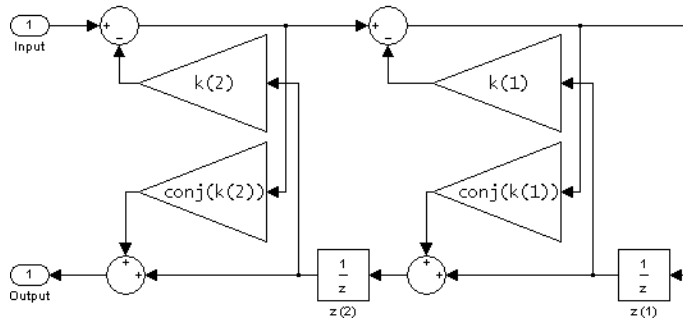 1
Input
+
−
+
−
k(2)
k(1)
conj(k(2))
conj(k(1))
1
Output
+
+
1
z
z(2)
+
+
1
z
z(1)